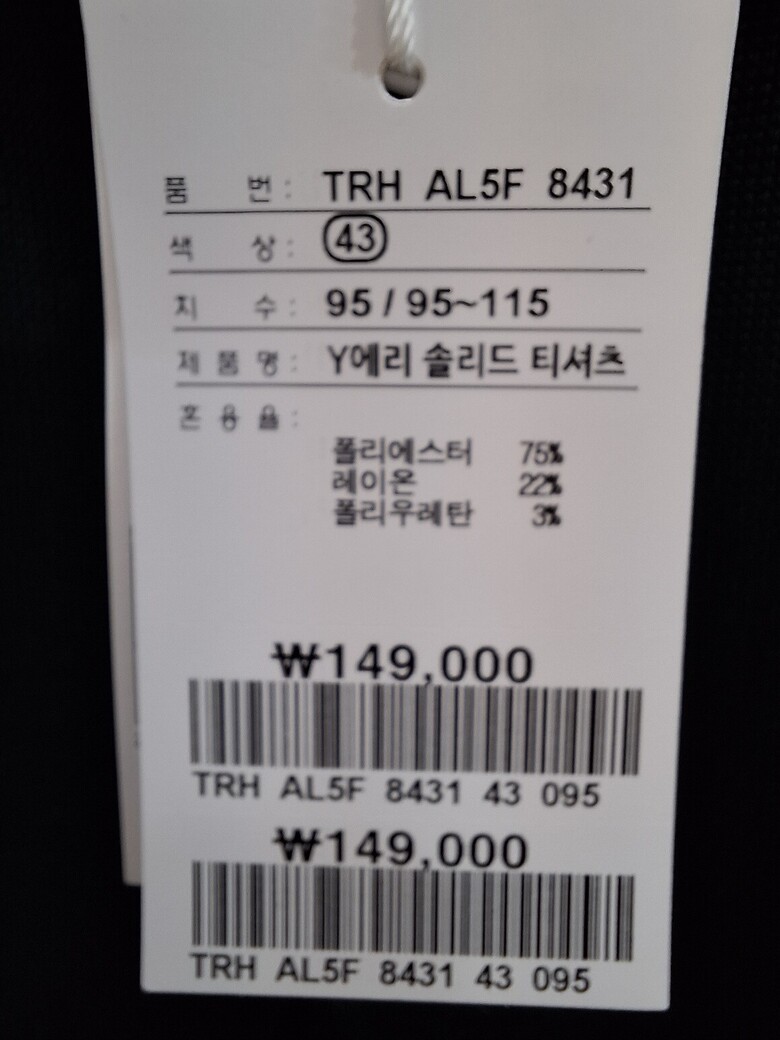 품 번 : TRH AL5F 8431
색 상 : 43
치 수 : 95 / 95~115
제 품 명 : Y에리 솔리드 티셔츠
혼 용 율 :
폴리에스터 75%
레이온 22%
폴리우레탄 3%
₩149,000
TRH AL5F 8431 43 095
₩149,000
TRH AL5F 8431 43 095